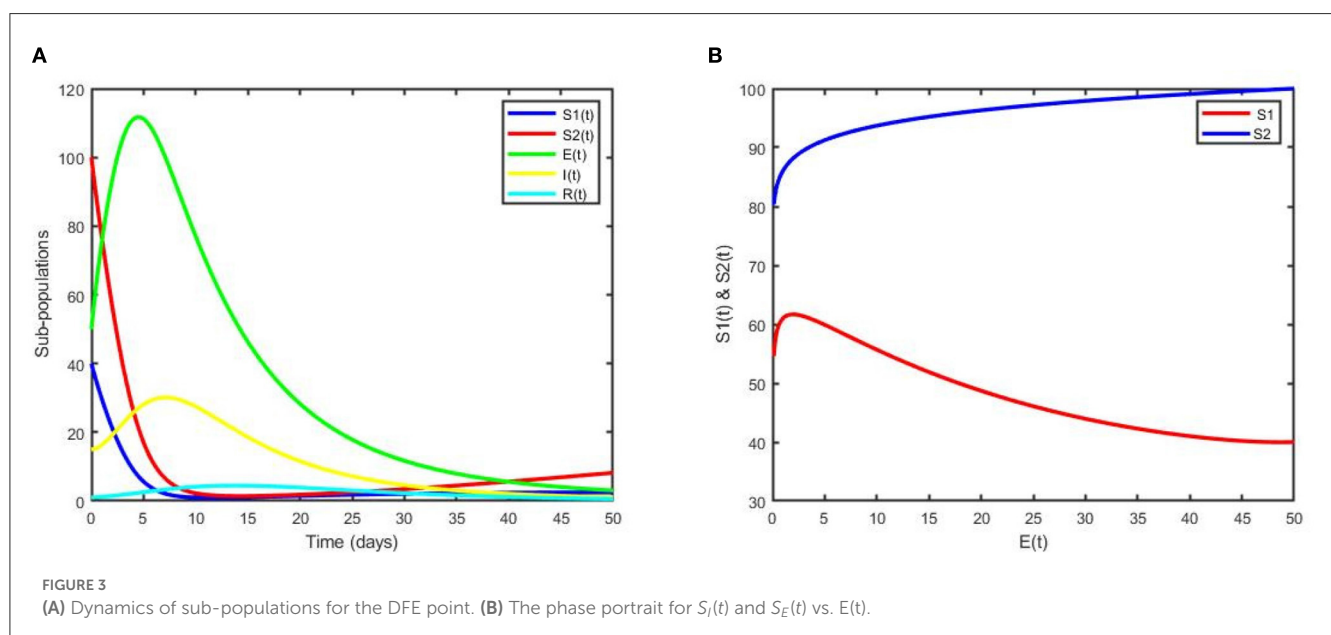 A
120
100
80
60
40
20
0
Sub-populations
S1(t)
S2(t)
E(t)
I(t)
R(t)
0 5 10 15 20 25 30 35 40 45 50
Time (days)
B
100
90
80
70
60
50
40
30
S1(t) & S2(t)
S1
S2
0 5 10 15 20 25 30 35 40 45 50
E(t)
FIGURE 3
(A) Dynamics of sub-populations for the DFE point. (B) The phase portrait for S_I(t) and S_E(t) vs. E(t).